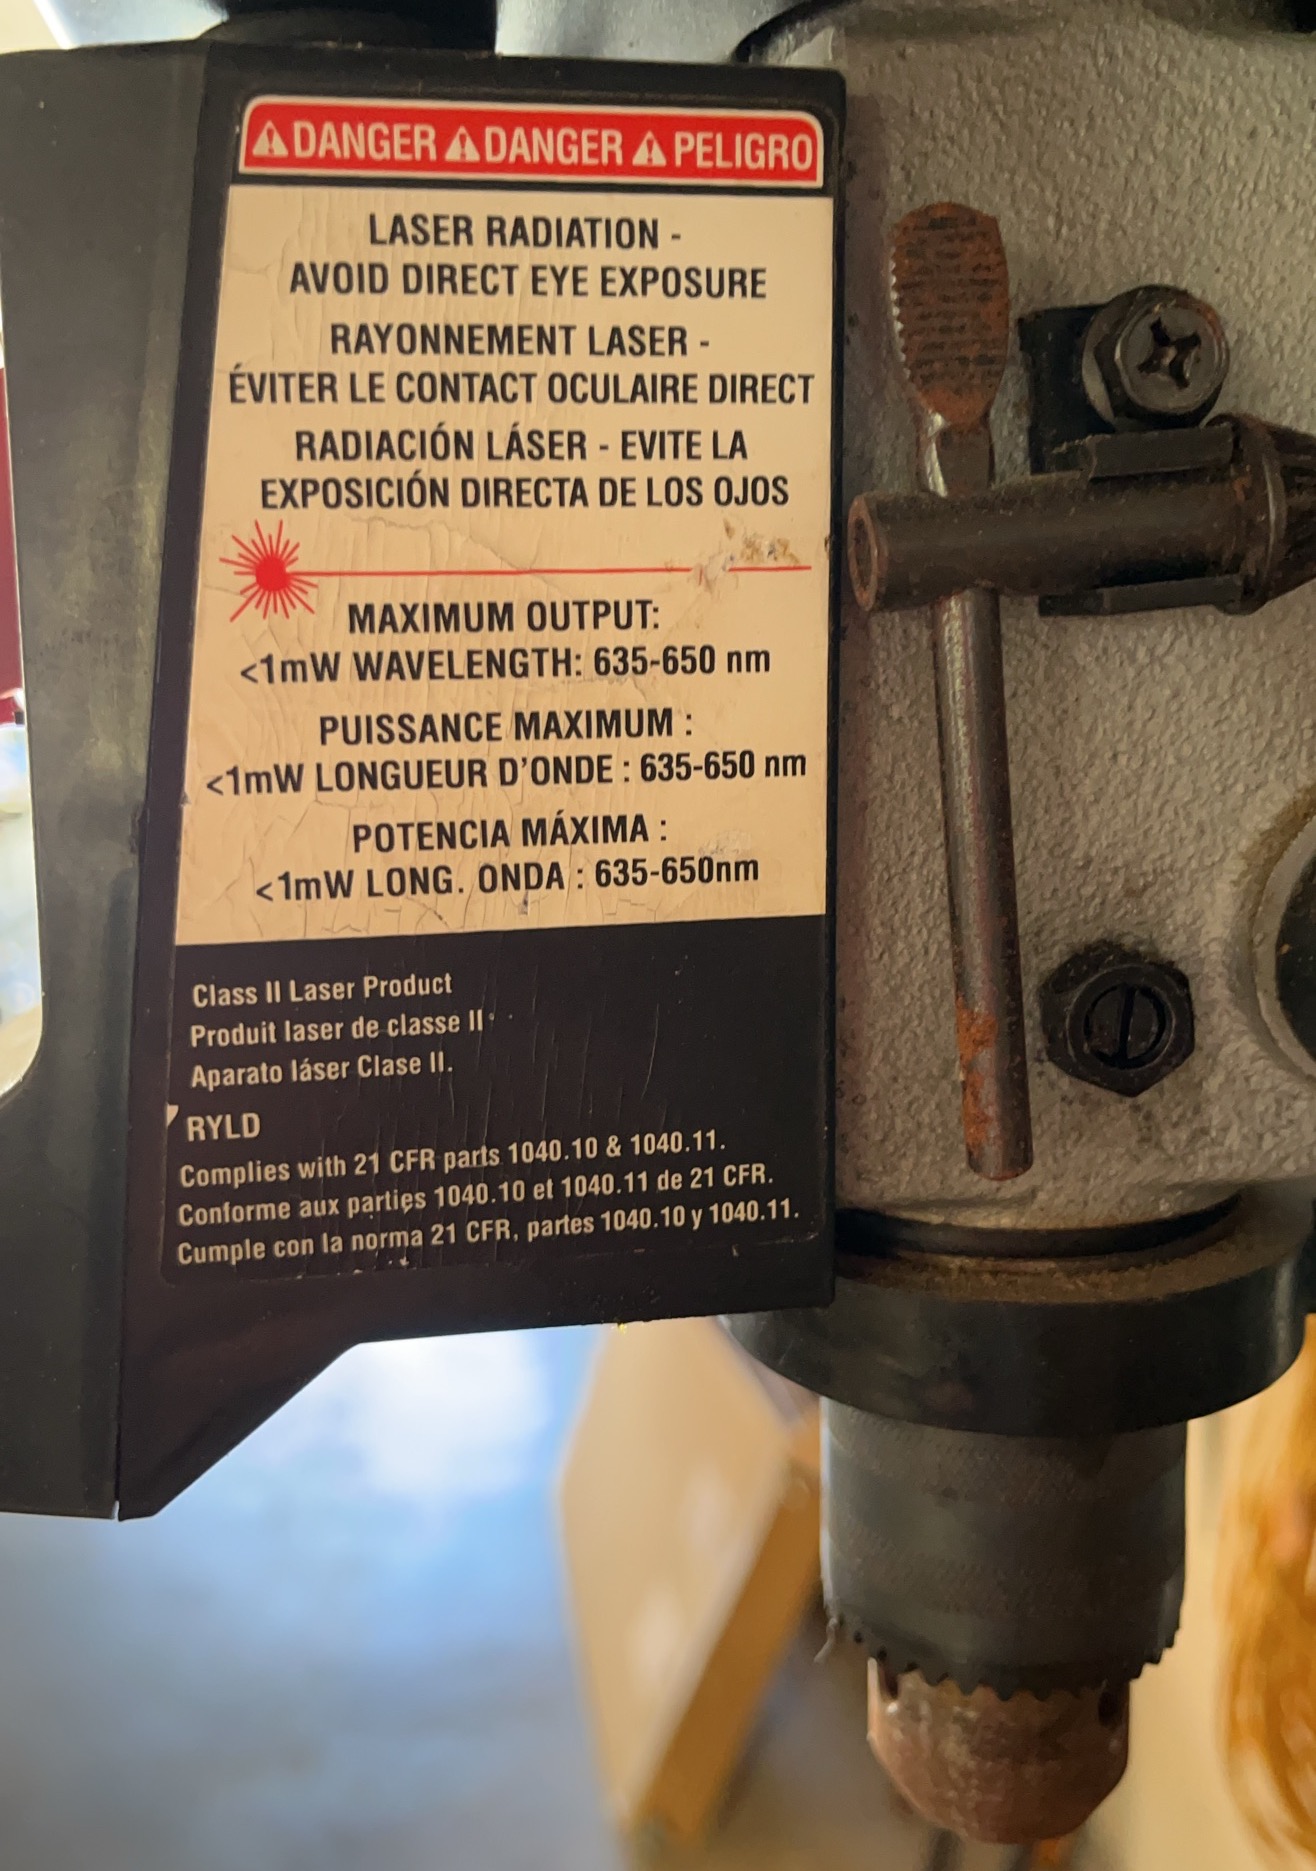 DANGER DANGER PELIGRO
LASER RADIATION -
AVOID DIRECT EYE EXPOSURE
RAYONNEMENT LASER -
ÉVITER LE CONTACT OCULAIRE DIRECT
RADIACIÓN LÁSER - EVITE LA
EXPOSICIÓN DIRECTA DE LOS OJOS
MAXIMUM OUTPUT:
<1mW WAVELENGTH: 635-650 nm
PUISSANCE MAXIMUM :
<1mW LONGUEUR D'ONDE : 635-650 nm
POTENCIA MÁXIMA :
<1mW LONG. ONDA : 635-650nm
Class II Laser Product
Produit laser de classe II
Aparato láser Clase II.
RYLD
Complies with 21 CFR parts 1040.10 & 1040.11.
Conforme aux parties 1040.10 et 1040.11 de 21 CFR.
Cumple con la norma 21 CFR, partes 1040.10 y 1040.11.